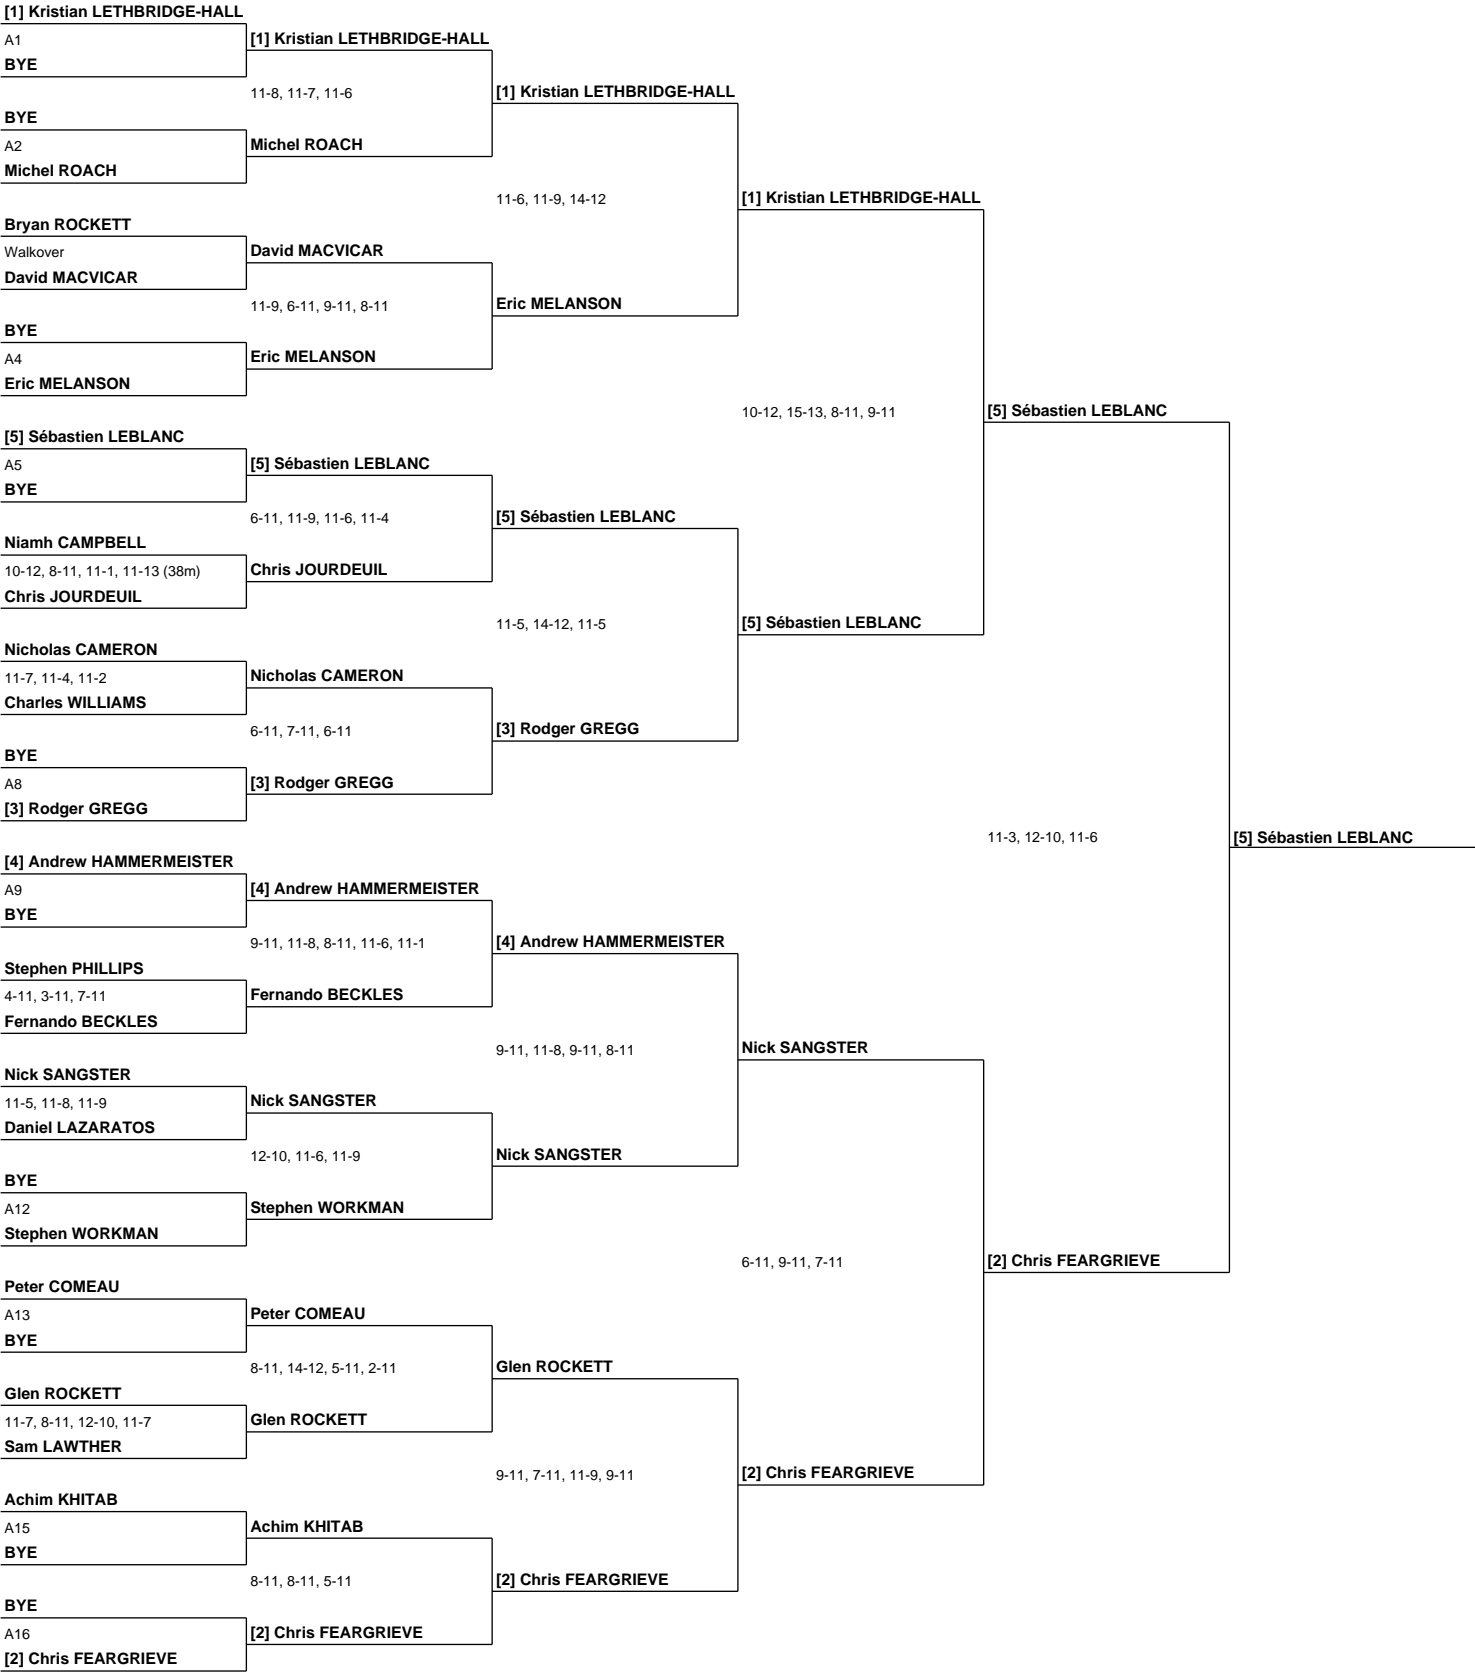 [1] Kristian LETHBRIDGE-HALL
A1
BYE
BYE
A2
Michel ROACH
Bryan ROCKETT
Walkover
David MACVICAR
BYE
A4
Eric MELANSON
[5] Sébastien LEBLANC
A5
BYE
Niamh CAMPBELL
10-12, 8-11, 11-1, 11-13 (38m)
Chris JOURDEUIL
Nicholas CAMERON
11-7, 11-4, 11-2
Charles WILLIAMS
BYE
A8
[3] Rodger GREGG
[4] Andrew HAMMERMEISTER
A9
BYE
Stephen PHILLIPS
4-11, 3-11, 7-11
Fernando BECKLES
Nick SANGSTER
11-5, 11-8, 11-9
Daniel LAZARATOS
BYE
A12
Stephen WORKMAN
Peter COMEAU
A13
BYE
Glen ROCKETT
11-7, 8-11, 12-10, 11-7
Sam LAWTHER
Achim KHITAB
A15
BYE
BYE
A16
[2] Chris FEARGRIEVE
[1] Kristian LETHBRIDGE-HALL
11-8, 11-7, 11-6
Michel ROACH
David MACVICAR
11-9, 6-11, 9-11, 8-11
Eric MELANSON
[5] Sébastien LEBLANC
6-11, 11-9, 11-6, 11-4
Chris JOURDEUIL
Nicholas CAMERON
6-11, 7-11, 6-11
[3] Rodger GREGG
[4] Andrew HAMMERMEISTER
9-11, 11-8, 8-11, 11-6, 11-1
Fernando BECKLES
Nick SANGSTER
12-10, 11-6, 11-9
Stephen WORKMAN
Peter COMEAU
8-11, 14-12, 5-11, 2-11
Glen ROCKETT
Achim KHITAB
8-11, 8-11, 5-11
[2] Chris FEARGRIEVE
[1] Kristian LETHBRIDGE-HALL
11-6, 11-9, 14-12
Eric MELANSON
[5] Sébastien LEBLANC
11-5, 14-12, 11-5
[3] Rodger GREGG
[4] Andrew HAMMERMEISTER
9-11, 11-8, 9-11, 8-11
Nick SANGSTER
Glen ROCKETT
9-11, 7-11, 11-9, 9-11
[2] Chris FEARGRIEVE
[1] Kristian LETHBRIDGE-HALL
10-12, 15-13, 8-11, 9-11
[5] Sébastien LEBLANC
Nick SANGSTER
6-11, 9-11, 7-11
[2] Chris FEARGRIEVE
[5] Sébastien LEBLANC
11-3, 12-10, 11-6
[2] Chris FEARGRIEVE
[5] Sébastien LEBLANC